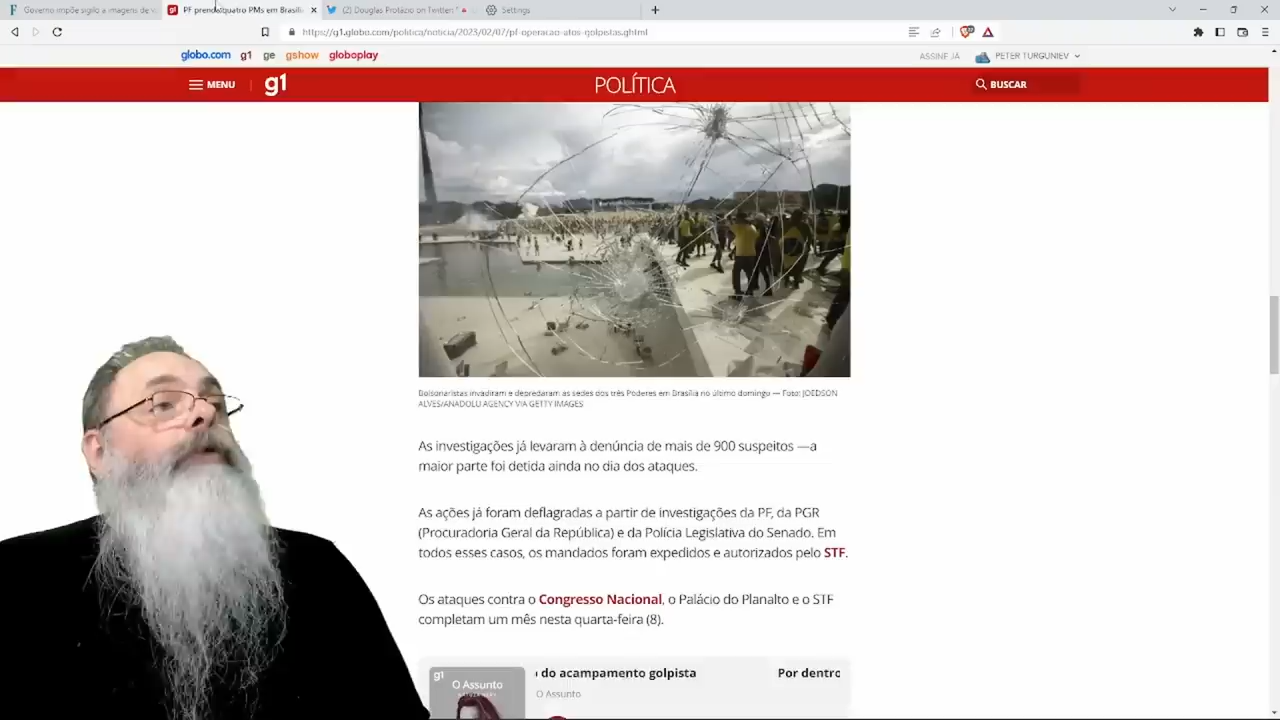 Governo impõe sigilo a imagens de v
g1 PF prende quatro PMs em Brasíli
(2) Douglas Protázio on Twitter: "
Settings
https://g1.globo.com/politica/noticia/2023/02/07/pf-operacao-atos-golpistas.ghtml
globo.com g1 ge gshow globoplay
ASSINE JÁ
PETER TURGUNIEV
MENU
g1
POLÍTICA
BUSCAR
Bolsonaristas invadiram e depredaram as sedes dos três Poderes em Brasília no último domingo — Foto: JOEDSON
ALVES/ANADOLU AGENCY VIA GETTY IMAGES
As investigações já levaram à denúncia de mais de 900 suspeitos —a
maior parte foi detida ainda no dia dos ataques.
As ações já foram deflagradas a partir de investigações da PF, da PGR
(Procuradoria Geral da República) e da Polícia Legislativa do Senado. Em
todos esses casos, os mandados foram expedidos e autorizados pelo STF.
Os ataques contra o Congresso Nacional, o Palácio do Planalto e o STF
completam um mês nesta quarta-feira (8).
g1
O Assunto
do acampamento golpista
Por dentro
O Assunto